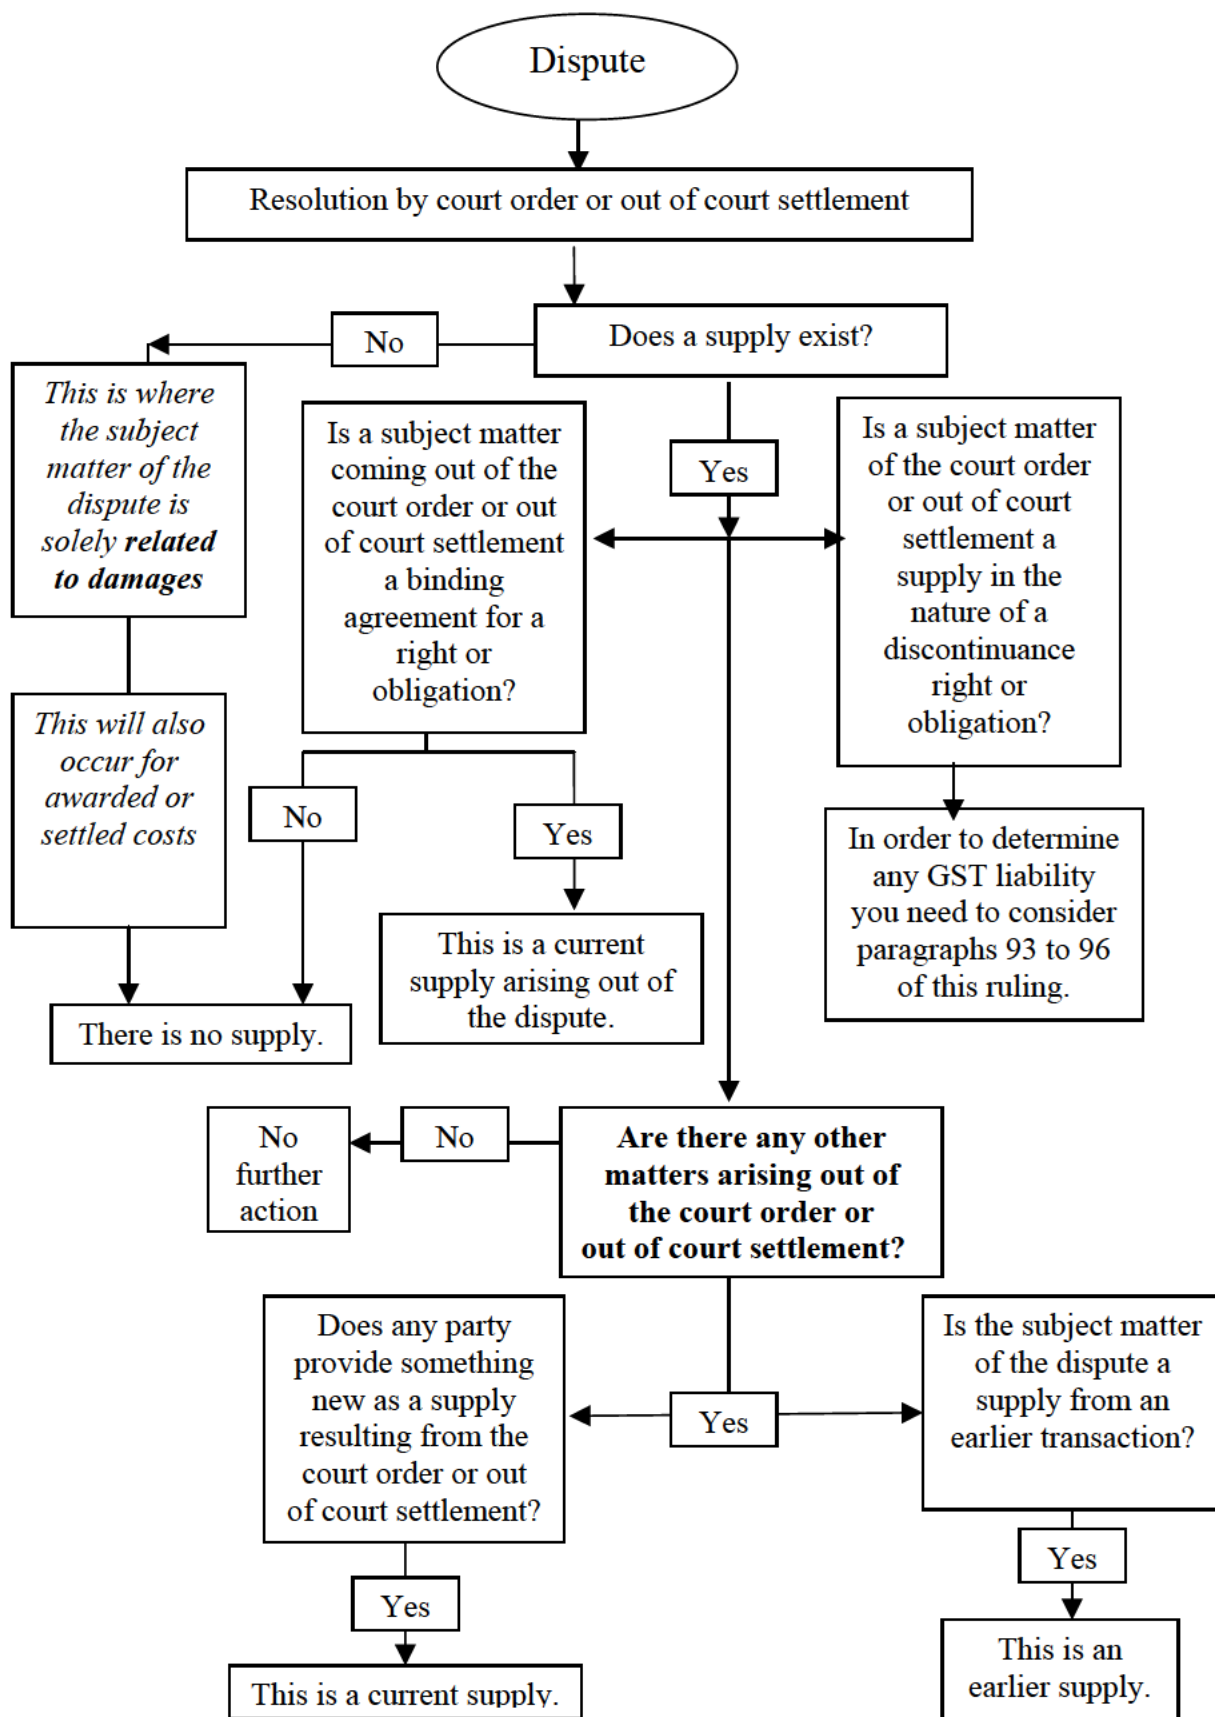 Dispute
Resolution by court order or out of court settlement
Does a supply exist?
No
This is where
the subject
matter of the
dispute is
solely related
to damages
This will also
occur for
awarded or
settled costs
Is a subject matter
coming out of the
court order or out
of court settlement
a binding
agreement for a
right or
obligation?
Yes
Is a subject matter
of the court order
or out of court
settlement a
supply in the
nature of a
discontinuance
right or
obligation?
No
Yes
In order to determine
any GST liability
you need to consider
paragraphs 93 to 96
of this ruling.
This is a current
supply arising out of
the dispute.
There is no supply.
No
further
action
No
Are there any other
matters arising out of
the court order or
out of court settlement?
Does any party
provide something
new as a supply
resulting from the
court order or out
of court settlement?
Yes
Is the subject matter
of the dispute a
supply from an
earlier transaction?
Yes
Yes
This is a current supply.
This is an
earlier supply.